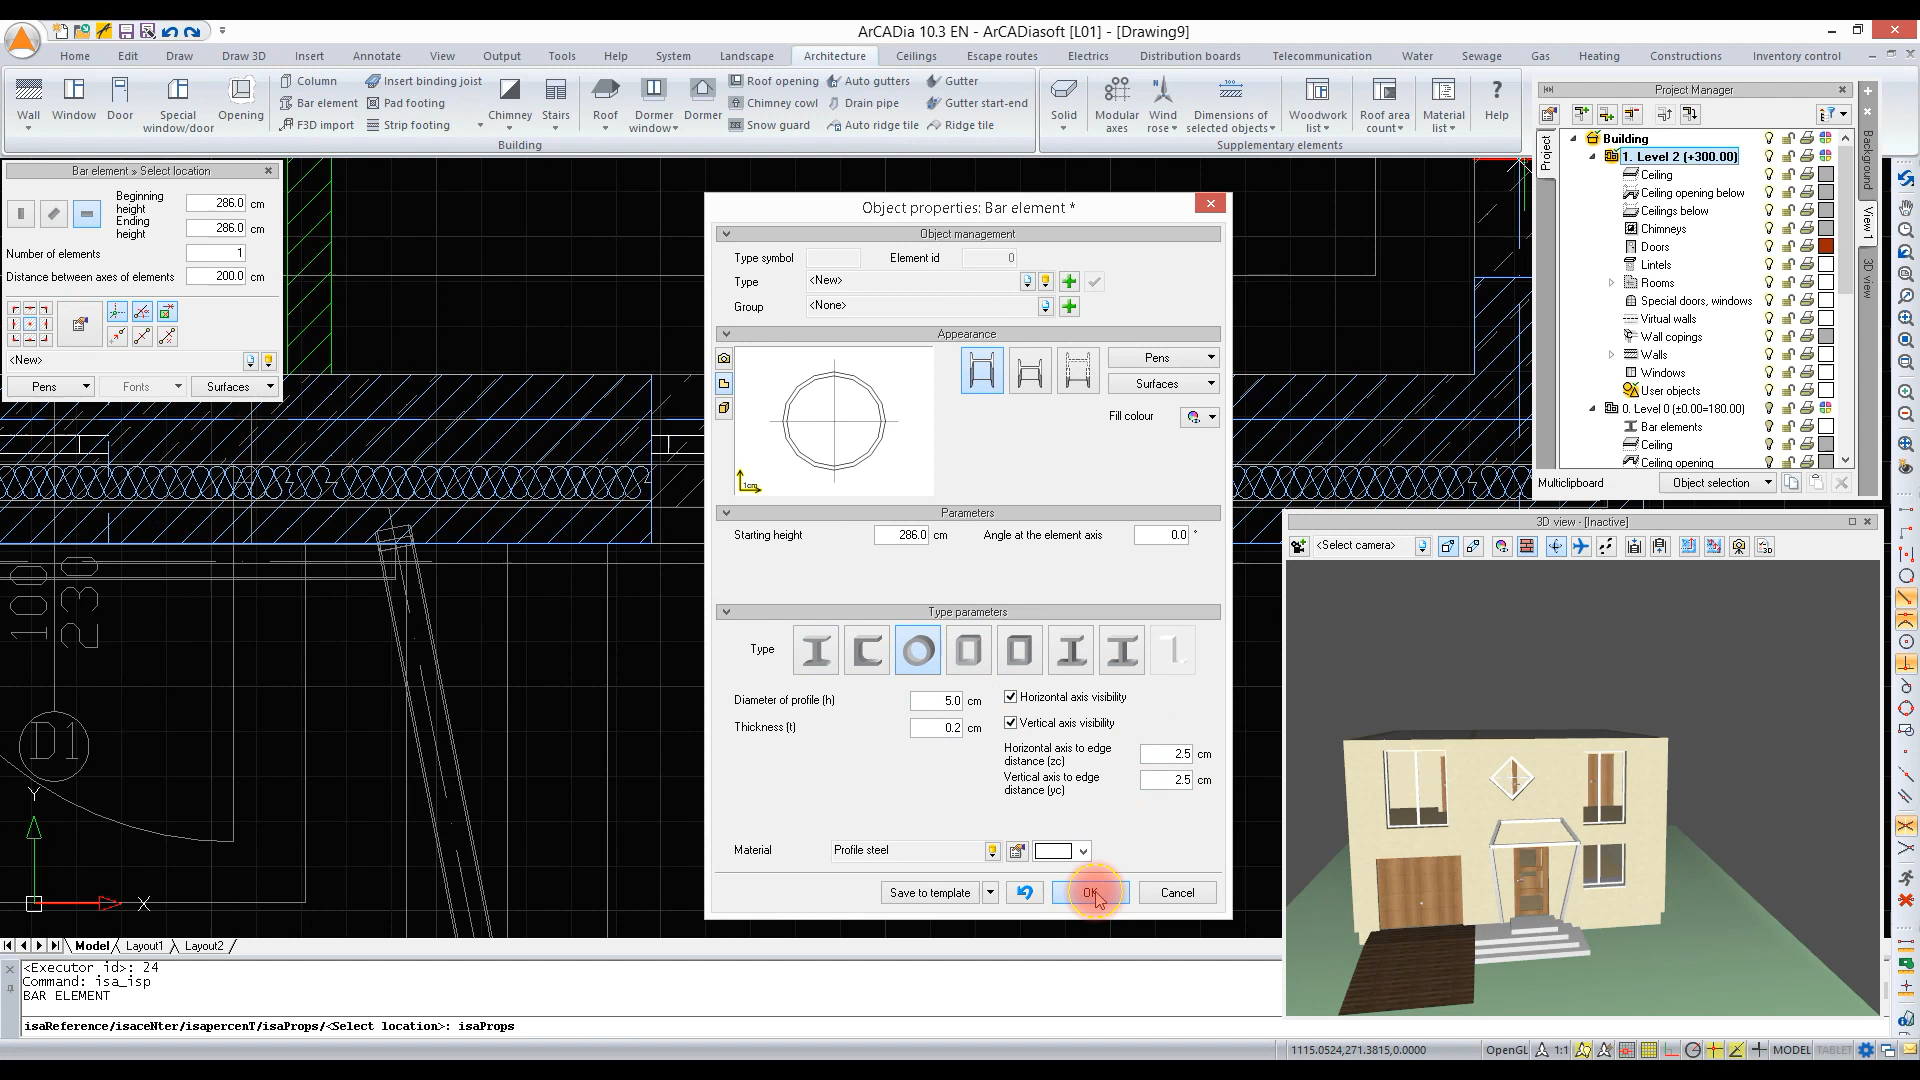 ArCADia 10.3 EN - ArCADiasoft [L01] - [Drawing9]
Home Edit Draw Draw 3D Insert Annotate View Output Tools Help System Landscape Architecture Ceilings Escape routes Electrics Distribution boards Telecommunication Water Sewage Gas Heating Constructions Inventory control
Wall
Window
Door
Special window/door
Opening
Column
Bar element
F3D import
Insert binding joist
Pad footing
Strip footing
Chimney
Stairs
Roof
Dormer window
Dormer
Roof opening
Chimney cowl
Snow guard
Auto gutters
Drain pipe
Auto ridge tile
Gutter
Gutter start-end
Ridge tile
Solid
Modular axes
Wind rose
Dimensions of selected objects
Woodwork list
Roof area count
Material list
Help
Building
Supplementary elements
Bar element » Select location
Beginning height 286.0 cm
Ending height 286.0 cm
Number of elements 1
Distance between axes of elements 200.0 cm
<New>
Pens Fonts Surfaces
100
230
D1
Y
X
Object properties: Bar element *
Object management
Type symbol Element id 0
Type <New>
Group <None>
Appearance
1cm
Pens
Surfaces
Fill colour
Parameters
Starting height 286.0 cm Angle at the element axis 0.0 °
Type parameters
Type
Diameter of profile (h) 5.0 cm
Thickness (t) 0.2 cm
Horizontal axis visibility
Vertical axis visibility
Horizontal axis to edge distance (zc) 2.5 cm
Vertical axis to edge distance (yc) 2.5 cm
Material Profile steel
Save to template OK Cancel
Project Manager
Project
Building
1. Level 2 (+300.00)
Ceiling
Ceiling opening below
Ceilings below
Chimneys
Doors
Lintels
Rooms
Special doors, windows
Virtual walls
Wall copings
Walls
Windows
User objects
0. Level 0 (±0.00=180.00)
Bar elements
Ceiling
Ceiling opening
Multiclipboard Object selection
Background
View 1
3D view
3D view - [Inactive]
<Select camera>
Model Layout1 Layout2
<Executor id>: 24
Command: isa_isp
BAR ELEMENT
isaReference/isaceNter/isapercenT/isaProps/<Select location>: isaProps
1115.0524,271.3815,0.0000 OpenGL 1:1 MODEL TABLET